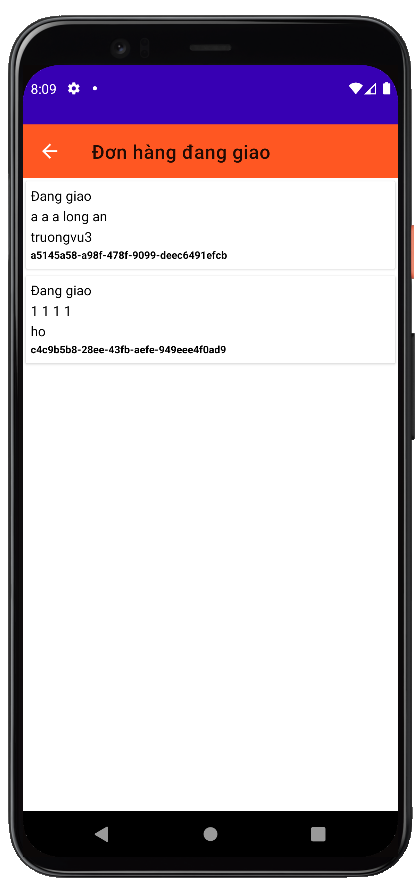 8:09
Đơn hàng đang giao
Đang giao
a a a long an
truongvu3
a5145a58-a98f-478f-9099-deec6491efcb
Đang giao
1 1 1 1
ho
c4c9b5b8-28ee-43fb-aefe-949eee4f0ad9